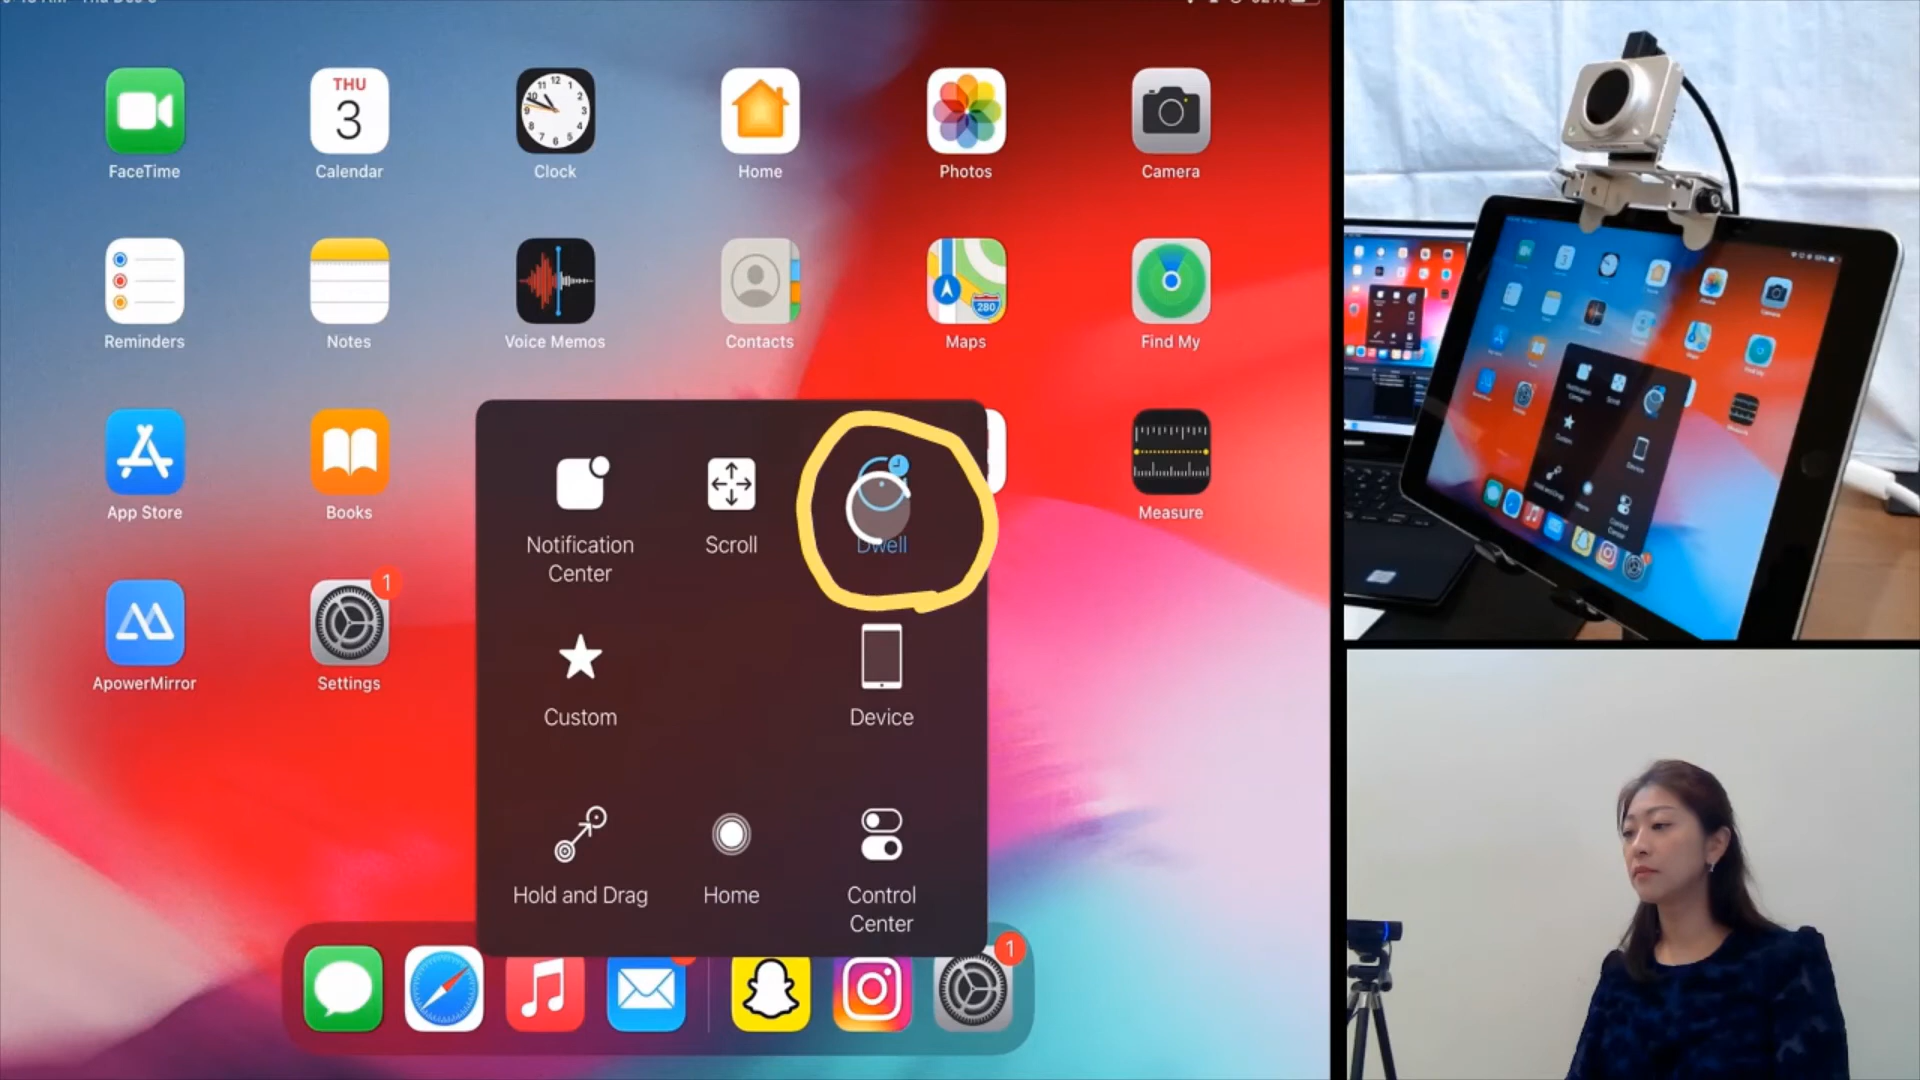 FaceTime
THU
3
Calendar
Clock
Home
Photos
Camera
Reminders
Notes
Voice Memos
Contacts
280
Maps
Find My
App Store
Books
Measure
ApowerMirror
1
Settings
Notification
Center
Scroll
Dwell
Custom
Device
Hold and Drag
Home
Control
Center
1